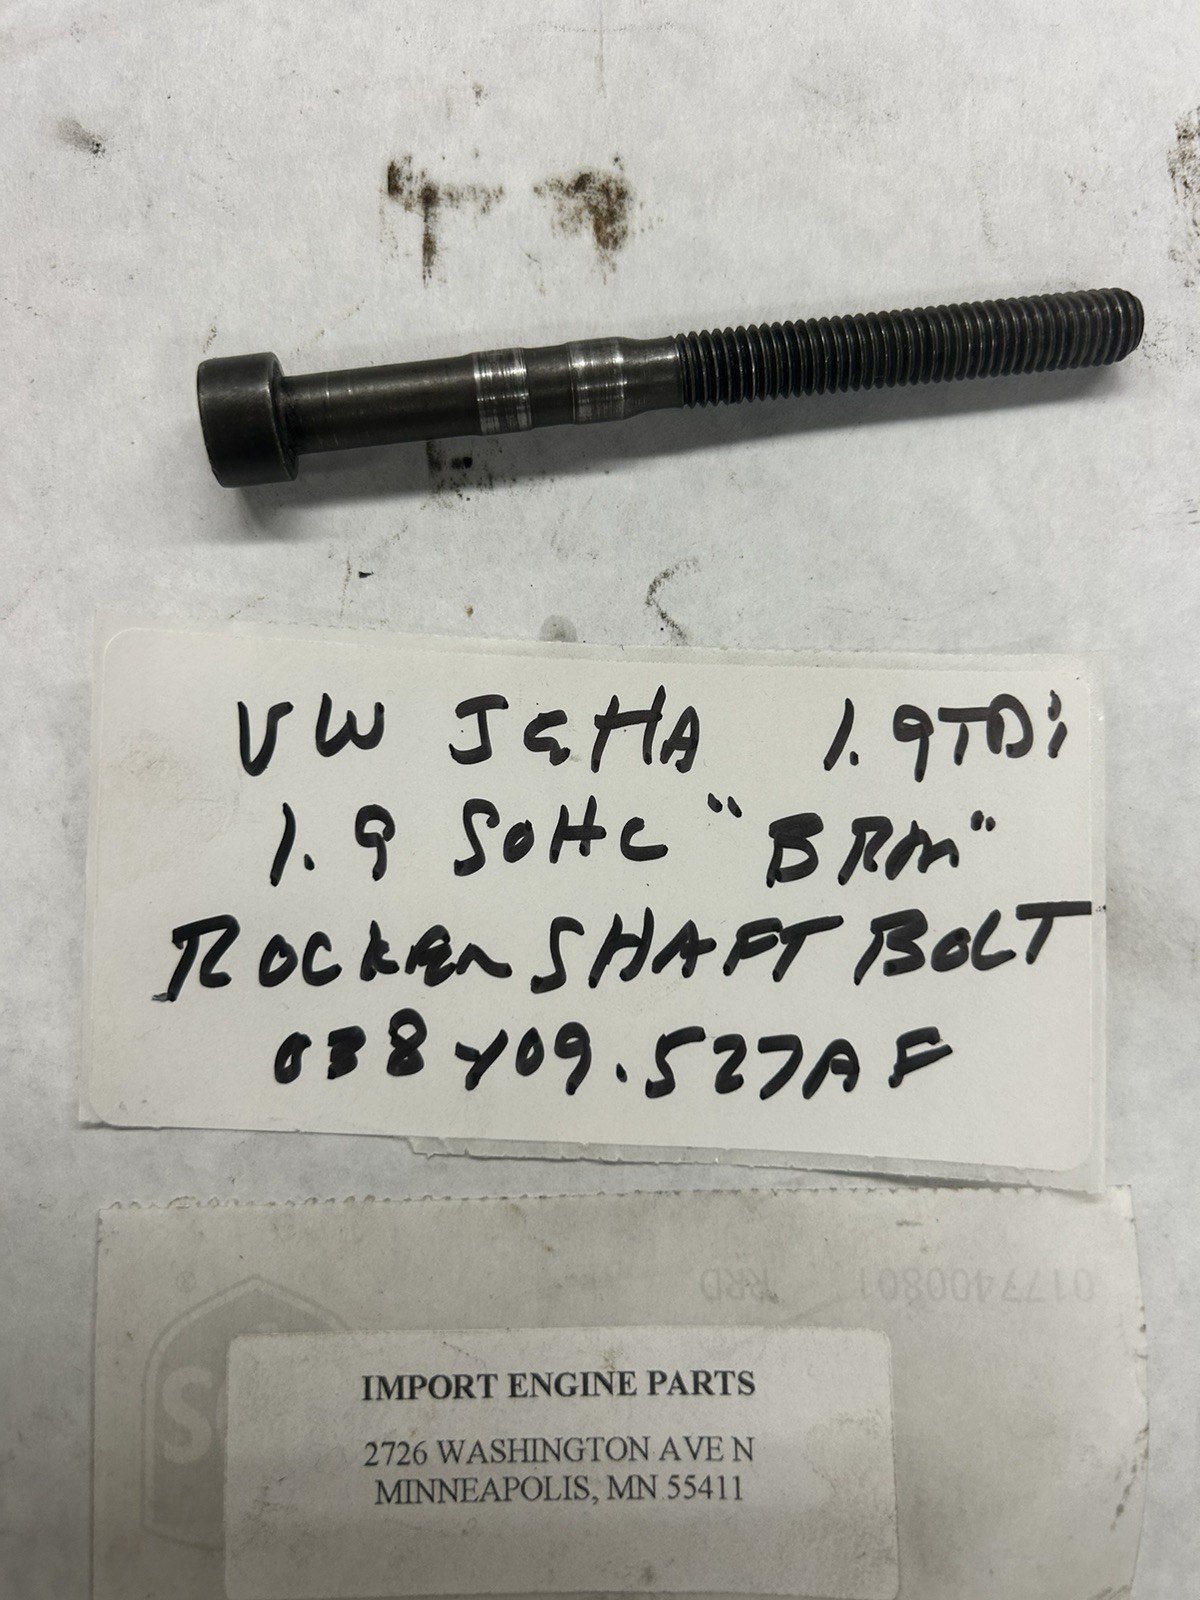 VW JETTA 1.9TDi
1.9 SOHC "BRM"
ROCKER SHAFT BOLT
038 409.527AF
0177400801 RRD
®
IMPORT ENGINE PARTS
2726 WASHINGTON AVE N
MINNEAPOLIS, MN 55411